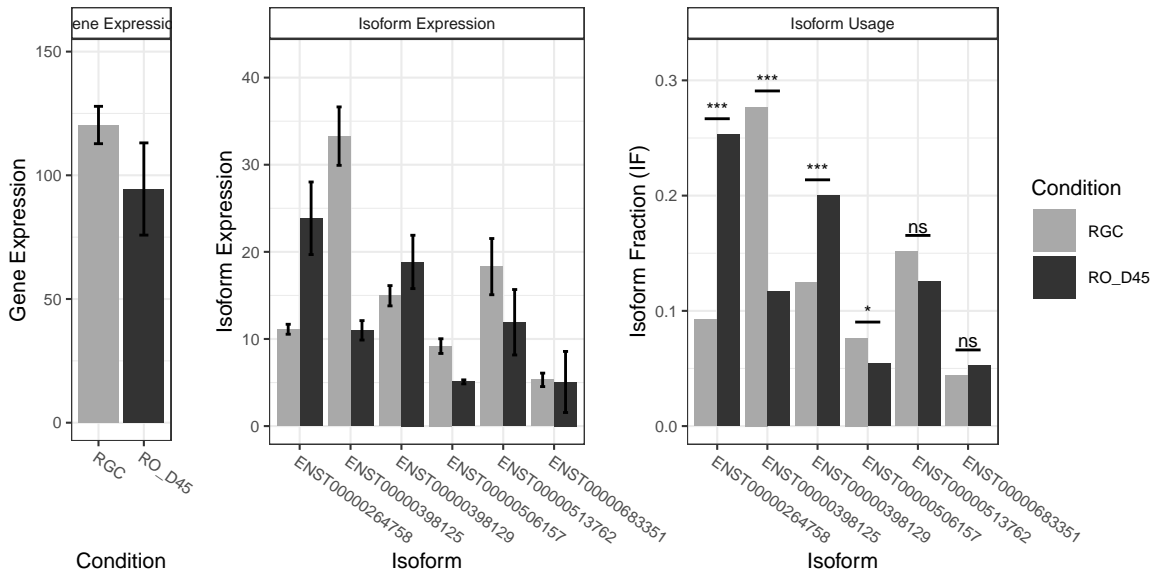 ene Expressio
Gene Expression
150
100
50
0
RGC
RO_D45
Condition
Isoform Expression
Isoform Expression
40
30
20
10
0
ENST00000264758
ENST00000398125
ENST00000398129
ENST00000506157
ENST00000513762
ENST00000683351
Isoform
Isoform Usage
Isoform Fraction (IF)
0.3
0.2
0.1
0.0
***
***
***
*
ns
ns
ENST00000264758
ENST00000398125
ENST00000398129
ENST00000506157
ENST00000513762
ENST00000683351
Isoform
Condition
RGC
RO_D45